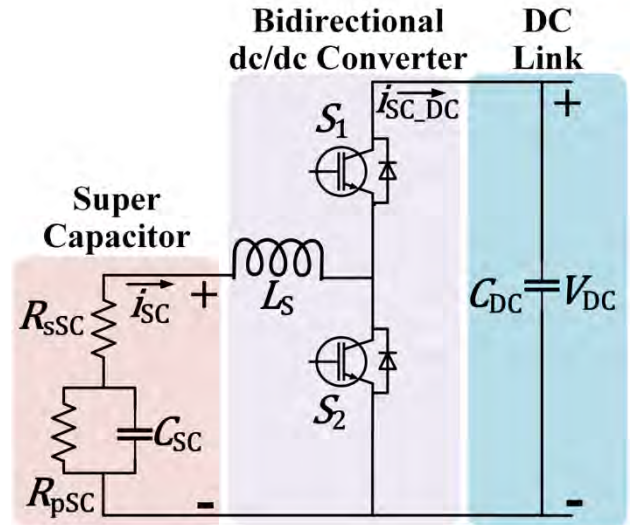 Bidirectional
dc/dc Converter
DC
Link
Super
Capacitor
iSC_DC
+
S1
RsSC
iSC
+
LS
CDC
VDC
S2
CSC
RpSC
-
-